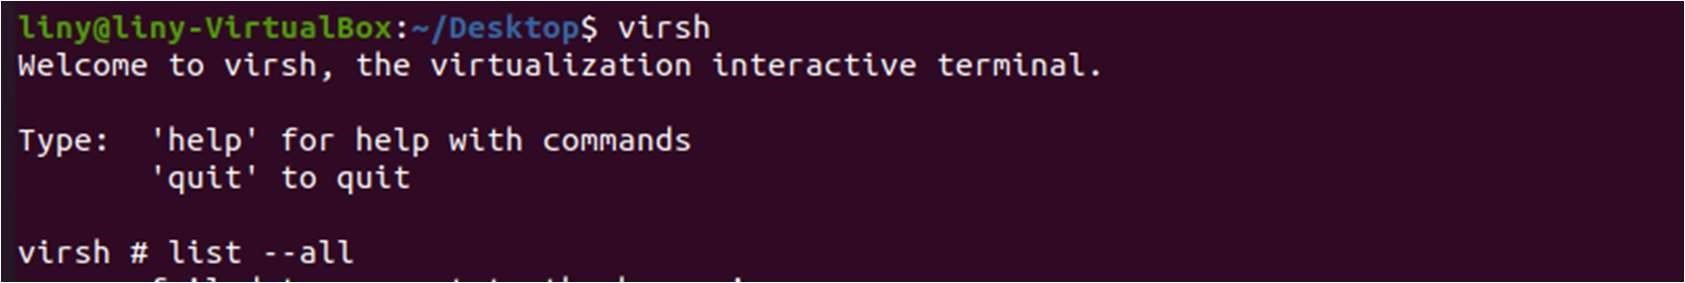 liny@liny-VirtualBox:~/Desktop$ virsh
Welcome to virsh, the virtualization interactive terminal.
Type:  'help' for help with commands
       'quit' to quit
virsh # list --all